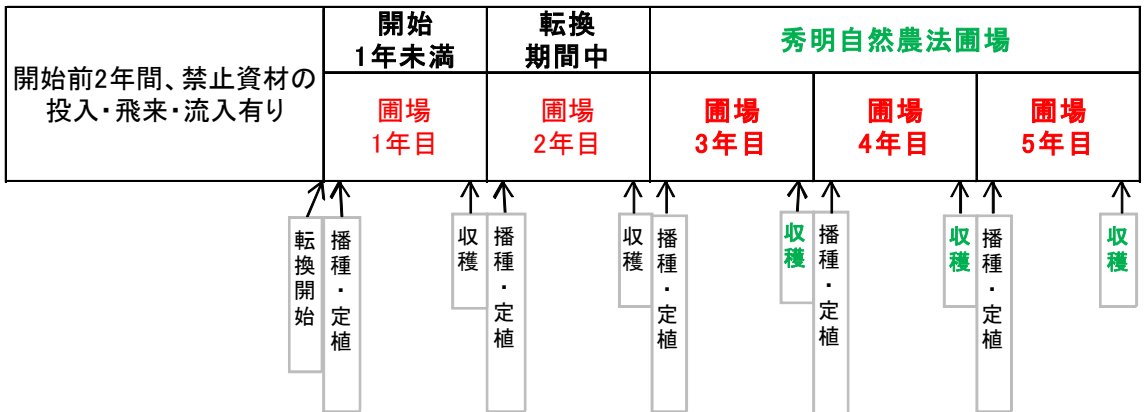 開始前2年間、禁止資材の
投入・飛来・流入有り
開始
1年未満
転換
期間中
秀明自然農法圃場
圃場
1年目
圃場
2年目
圃場
3年目
圃場
4年目
圃場
5年目
転換開始
播種・定植
収穫
播種・定植
収穫
播種・定植
収穫
播種・定植
収穫
播種・定植
収穫